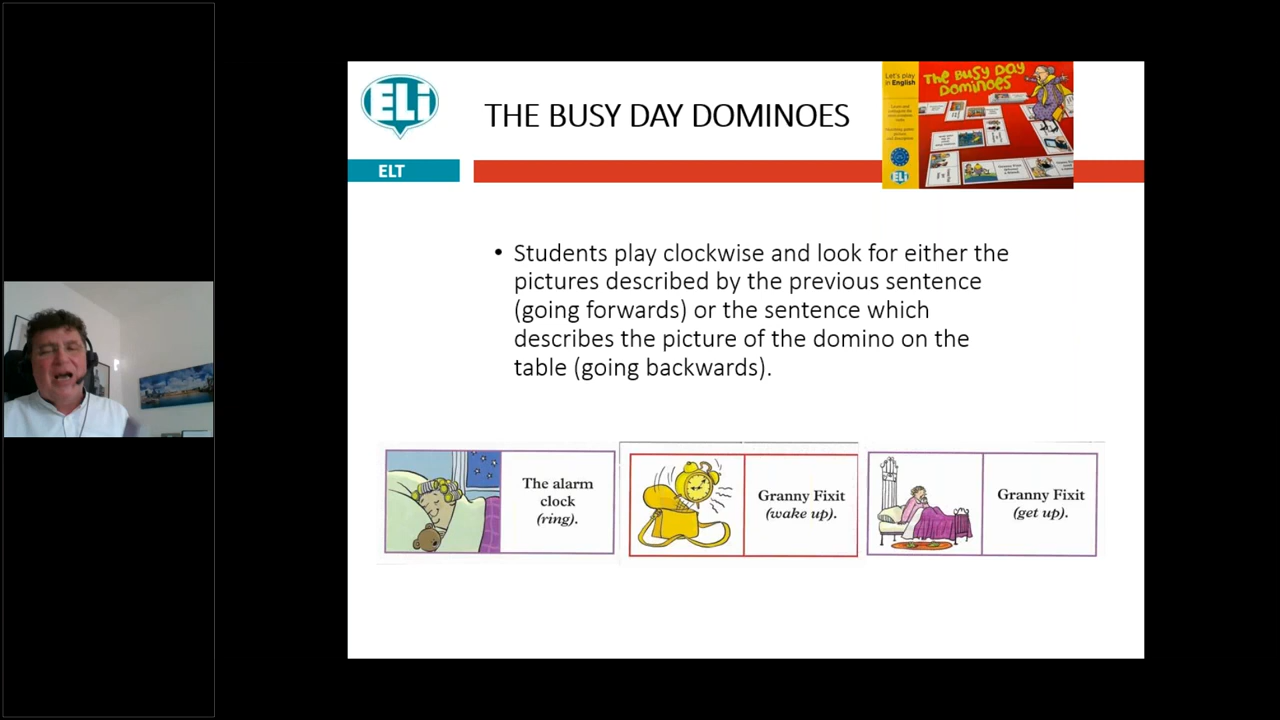 ELi
THE BUSY DAY DOMINOES
Let's play
in English
THE BUSY DAY
DOMINOES
ELi
ELT
• Students play clockwise and look for either the
pictures described by the previous sentence
(going forwards) or the sentence which
describes the picture of the domino on the
table (going backwards).
The alarm
clock
(ring).
Granny Fixit
(wake up).
Granny Fixit
(get up).